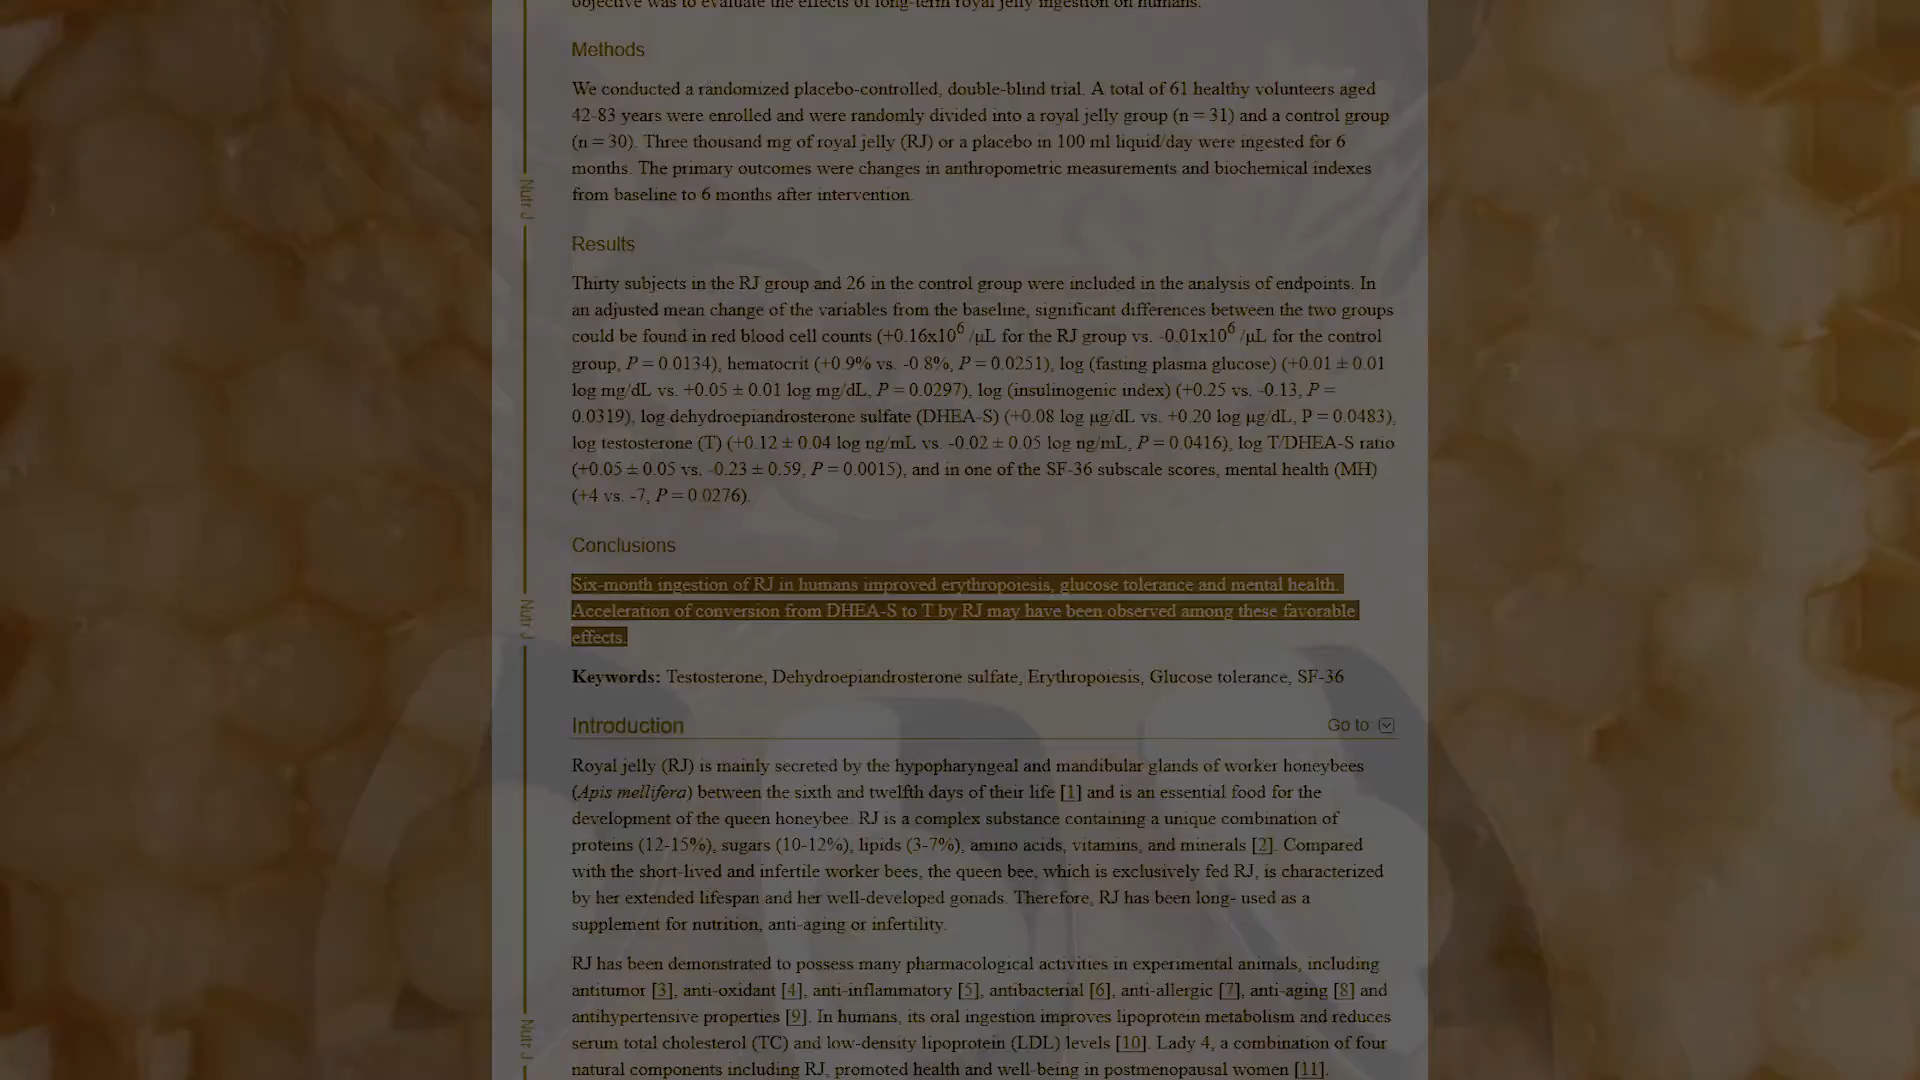 objective was to evaluate the effects of long-term royal jelly ingestion on humans.
Methods
We conducted a randomized placebo-controlled, double-blind trial. A total of 61 healthy volunteers aged
42-83 years were enrolled and were randomly divided into a royal jelly group (n = 31) and a control group
(n = 30). Three thousand mg of royal jelly (RJ) or a placebo in 100 ml liquid/day were ingested for 6
months. The primary outcomes were changes in anthropometric measurements and biochemical indexes
from baseline to 6 months after intervention.
Nutr J
Results
Thirty subjects in the RJ group and 26 in the control group were included in the analysis of endpoints. In
an adjusted mean change of the variables from the baseline, significant differences between the two groups
could be found in red blood cell counts (+0.16x10⁶ /μL for the RJ group vs. -0.01x10⁶ /μL for the control
group, P = 0.0134), hematocrit (+0.9% vs. -0.8%, P = 0.0251), log (fasting plasma glucose) (+0.01 ± 0.01
log mg/dL vs. +0.05 ± 0.01 log mg/dL, P = 0.0297), log (insulinogenic index) (+0.25 vs. -0.13, P =
0.0319), log dehydroepiandrosterone sulfate (DHEA-S) (+0.08 log μg/dL vs. +0.20 log μg/dL, P = 0.0483),
log testosterone (T) (+0.12 ± 0.04 log ng/mL vs. -0.02 ± 0.05 log ng/mL, P = 0.0416), log T/DHEA-S ratio
(+0.05 ± 0.05 vs. -0.23 ± 0.59, P = 0.0015), and in one of the SF-36 subscale scores, mental health (MH)
(+4 vs. -7, P = 0.0276).
Conclusions
Six-month ingestion of RJ in humans improved erythropoiesis, glucose tolerance and mental health.
Acceleration of conversion from DHEA-S to T by RJ may have been observed among these favorable
effects.
Nutr J
Keywords: Testosterone, Dehydroepiandrosterone sulfate, Erythropoiesis, Glucose tolerance, SF-36
Introduction
Go to
Royal jelly (RJ) is mainly secreted by the hypopharyngeal and mandibular glands of worker honeybees
(Apis mellifera) between the sixth and twelfth days of their life [1] and is an essential food for the
development of the queen honeybee. RJ is a complex substance containing a unique combination of
proteins (12-15%), sugars (10-12%), lipids (3-7%), amino acids, vitamins, and minerals [2]. Compared
with the short-lived and infertile worker bees, the queen bee, which is exclusively fed RJ, is characterized
by her extended lifespan and her well-developed gonads. Therefore, RJ has been long- used as a
supplement for nutrition, anti-aging or infertility.
RJ has been demonstrated to possess many pharmacological activities in experimental animals, including
antitumor [3], anti-oxidant [4], anti-inflammatory [5], antibacterial [6], anti-allergic [7], anti-aging [8] and
antihypertensive properties [9]. In humans, its oral ingestion improves lipoprotein metabolism and reduces
serum total cholesterol (TC) and low-density lipoprotein (LDL) levels [10]. Lady 4, a combination of four
natural components including RJ, promoted health and well-being in postmenopausal women [11].
Nutr J